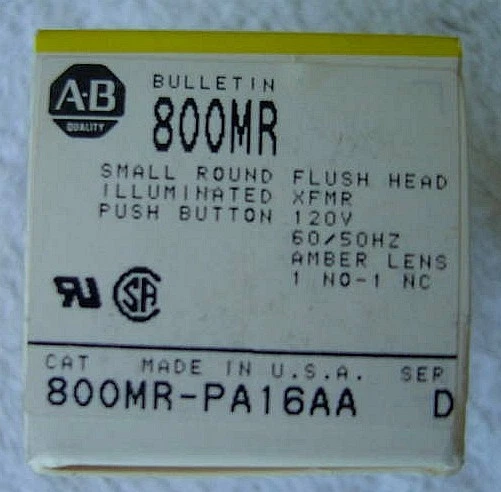 A-B
QUALITY
BULLETIN
800MR
SMALL ROUND FLUSH HEAD
ILLUMINATED XFMR
PUSH BUTTON 120V
60/50HZ
AMBER LENS
1 NO-1 NC
CAT MADE IN U.S.A. SER
800MR-PA16AA D